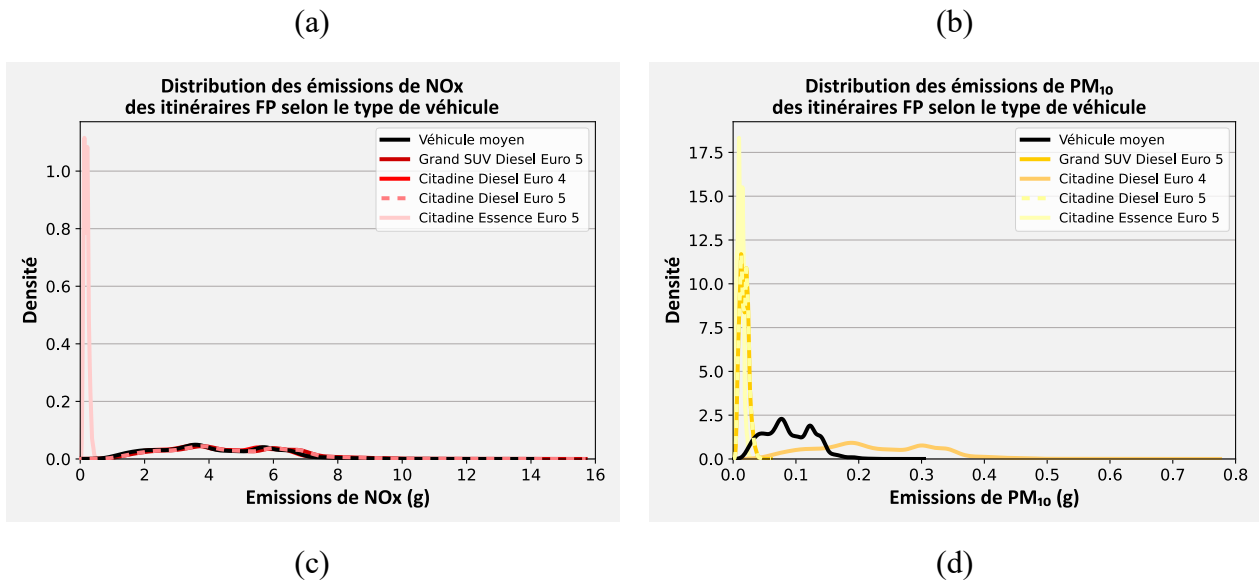 (a)
(b)
Distribution des émissions de NOx
des itinéraires FP selon le type de véhicule
Véhicule moyen
Grand SUV Diesel Euro 5
Citadine Diesel Euro 4
Citadine Diesel Euro 5
Citadine Essence Euro 5
Densité
1.0
0.8
0.6
0.4
0.2
0.0
0
2
4
6
8
10
12
14
16
Emissions de NOx (g)
Distribution des émissions de PM₁₀
des itinéraires FP selon le type de véhicule
Véhicule moyen
Grand SUV Diesel Euro 5
Citadine Diesel Euro 4
Citadine Diesel Euro 5
Citadine Essence Euro 5
Densité
17.5
15.0
12.5
10.0
7.5
5.0
2.5
0.0
0.0
0.1
0.2
0.3
0.4
0.5
0.6
0.7
0.8
Emissions de PM₁₀ (g)
(c)
(d)